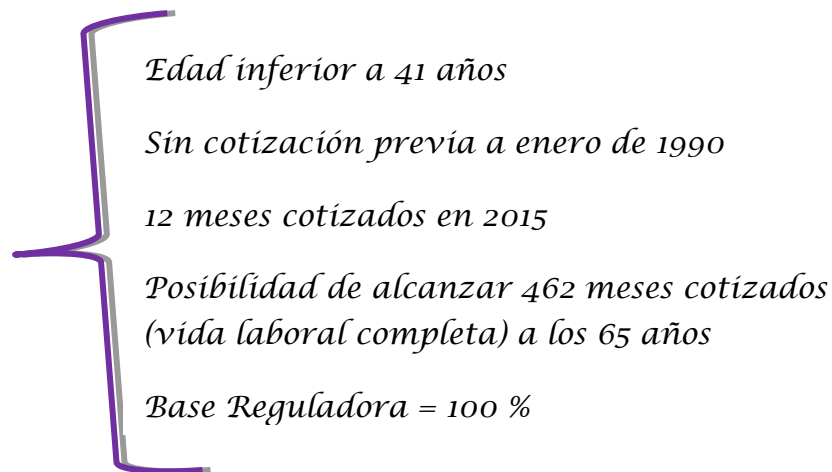 Edad inferior a 41 años
Sin cotización previa a enero de 1990
12 meses cotizados en 2015
Posibilidad de alcanzar 462 meses cotizados
(vida laboral completa) a los 65 años
Base Reguladora = 100 %